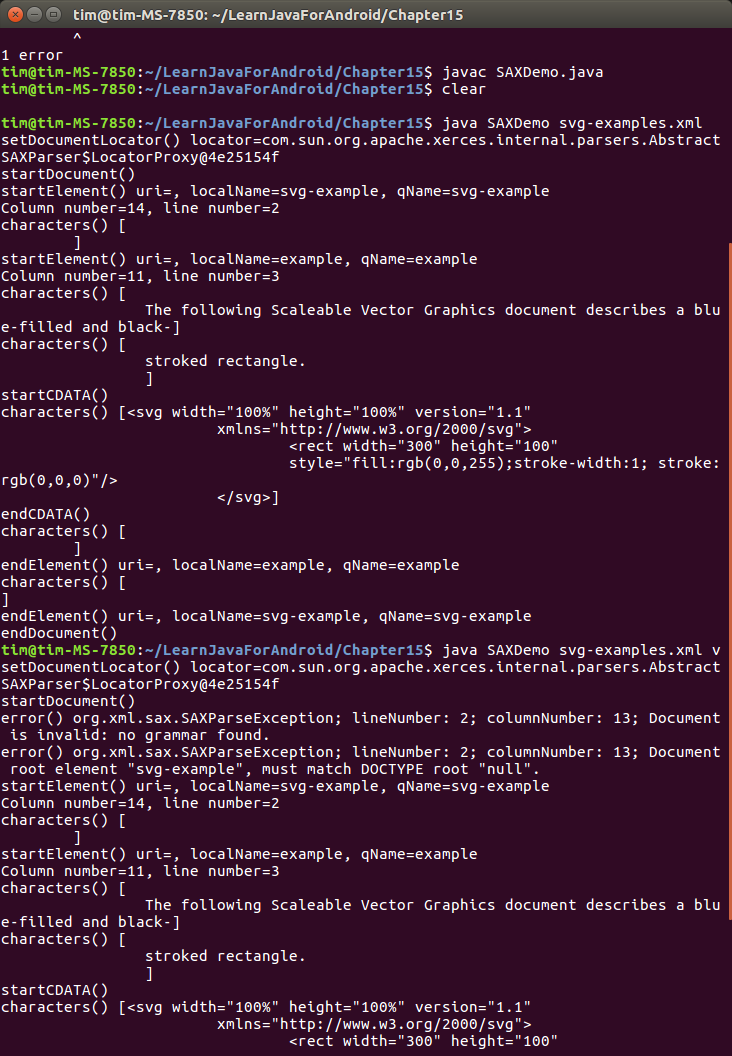 tim@tim-MS-7850: ~/LearnJavaForAndroid/Chapter15
        ^
1 error
tim@tim-MS-7850:~/LearnJavaForAndroid/Chapter15$ javac SAXDemo.java
tim@tim-MS-7850:~/LearnJavaForAndroid/Chapter15$ clear

tim@tim-MS-7850:~/LearnJavaForAndroid/Chapter15$ java SAXDemo svg-examples.xml
setDocumentLocator() locator=com.sun.org.apache.xerces.internal.parsers.Abstract
SAXParser$LocatorProxy@4e25154f
startDocument()
startElement() uri=, localName=svg-example, qName=svg-example
Column number=14, line number=2
characters() [
        ]
startElement() uri=, localName=example, qName=example
Column number=11, line number=3
characters() [
                The following Scaleable Vector Graphics document describes a blu
e-filled and black-]
characters() [
                stroked rectangle.
                ]
startCDATA()
characters() [<svg width="100%" height="100%" version="1.1"
                        xmlns="http://www.w3.org/2000/svg">
                                <rect width="300" height="100"
                                style="fill:rgb(0,0,255);stroke-width:1; stroke:
rgb(0,0,0)"/>
                        </svg>]
endCDATA()
characters() [
        ]
endElement() uri=, localName=example, qName=example
characters() [
]
endElement() uri=, localName=svg-example, qName=svg-example
endDocument()
tim@tim-MS-7850:~/LearnJavaForAndroid/Chapter15$ java SAXDemo svg-examples.xml v
setDocumentLocator() locator=com.sun.org.apache.xerces.internal.parsers.Abstract
SAXParser$LocatorProxy@4e25154f
startDocument()
error() org.xml.sax.SAXParseException; lineNumber: 2; columnNumber: 13; Document
 is invalid: no grammar found.
error() org.xml.sax.SAXParseException; lineNumber: 2; columnNumber: 13; Document
 root element "svg-example", must match DOCTYPE root "null".
startElement() uri=, localName=svg-example, qName=svg-example
Column number=14, line number=2
characters() [
        ]
startElement() uri=, localName=example, qName=example
Column number=11, line number=3
characters() [
                The following Scaleable Vector Graphics document describes a blu
e-filled and black-]
characters() [
                stroked rectangle.
                ]
startCDATA()
characters() [<svg width="100%" height="100%" version="1.1"
                        xmlns="http://www.w3.org/2000/svg">
                                <rect width="300" height="100"